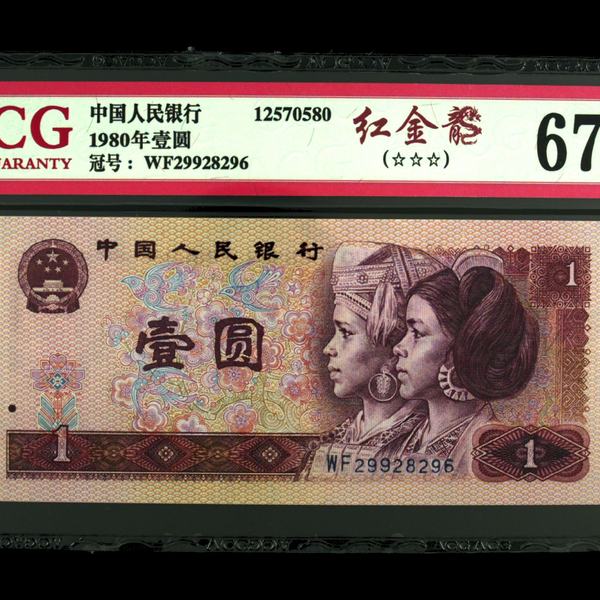 CG
WARRANTY
中国人民银行
1980年壹圆
冠号：WF29928296
12570580
红金龙
(☆☆☆)
67
中国人民银行
1
壹圆
1
WF29928296
1